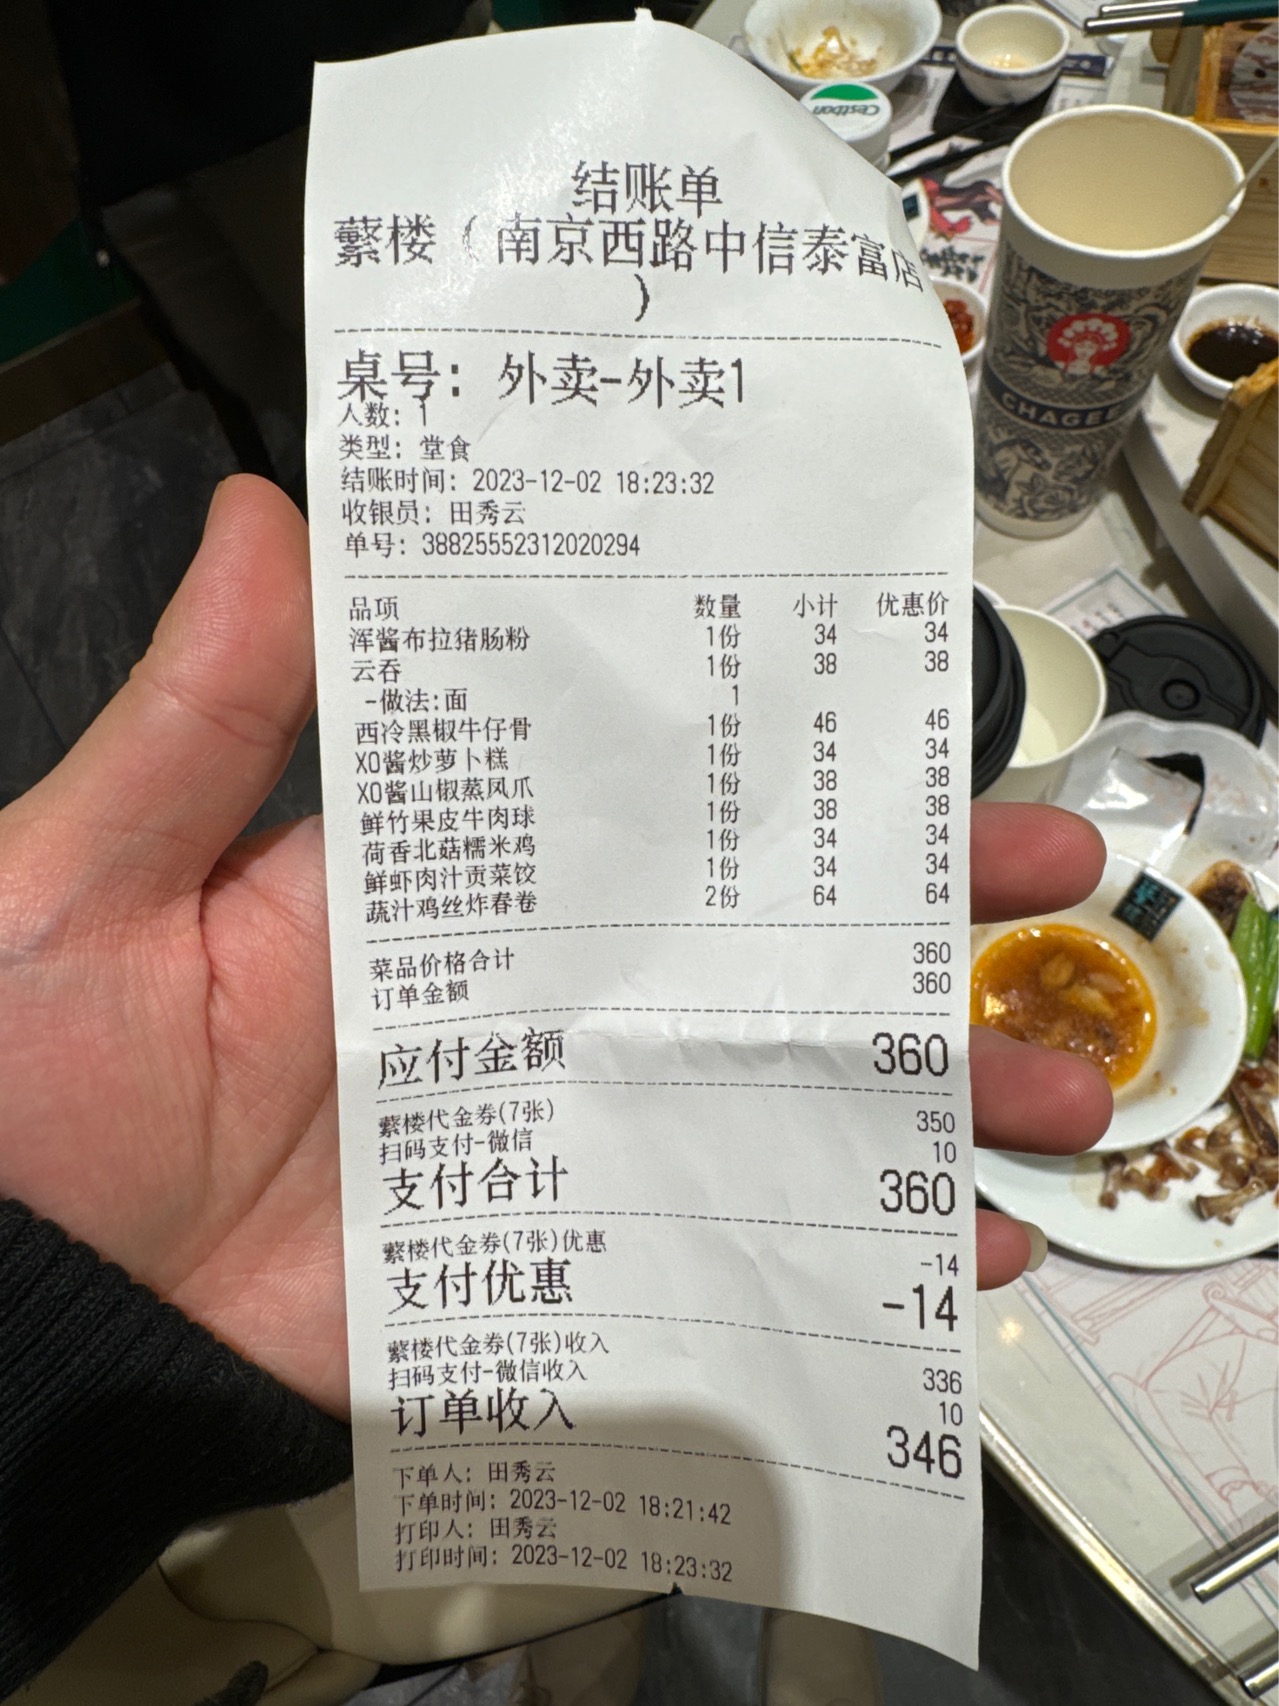 结账单
蘩楼（南京西路中信泰富店
）
桌号：外卖-外卖1
人数：1
类型：堂食
结账时间：2023-12-02 18:23:32
收银员：田秀云
单号：38825552312020294
品项 数量 小计 优惠价
浑酱布拉猪肠粉 1份 34 34
云吞 1份 38 38
-做法:面 1
西冷黑椒牛仔骨 1份 46 46
XO酱炒萝卜糕 1份 34 34
XO酱山椒蒸凤爪 1份 38 38
鲜竹果皮牛肉球 1份 38 38
荷香北菇糯米鸡 1份 34 34
鲜虾肉汁贡菜饺 1份 34 34
蔬汁鸡丝炸春卷 2份 64 64
菜品价格合计 360
订单金额 360
应付金额 360
蘩楼代金券(7张) 350
扫码支付-微信 10
支付合计 360
蘩楼代金券(7张)优惠 -14
支付优惠 -14
蘩楼代金券(7张)收入 336
扫码支付-微信收入 10
订单收入 346
下单人：田秀云
下单时间：2023-12-02 18:21:42
打印人：田秀云
打印时间：2023-12-02 18:23:32
Cestbon
CHAGEE